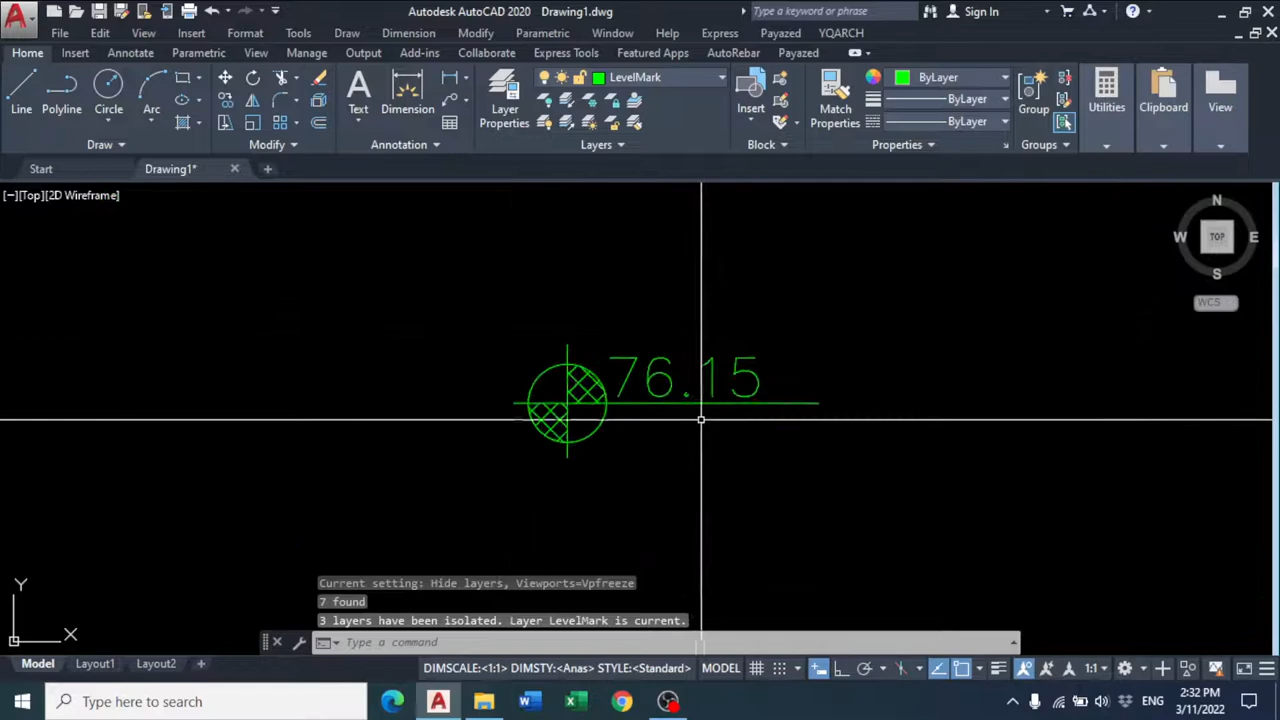 Autodesk AutoCAD 2020 Drawing1.dwg
Type a keyword or phrase
Sign In
File Edit View Insert Format Tools Draw Dimension Modify Parametric Window Help Express Payazed YQARCH
Home Insert Annotate Parametric View Manage Output Add-ins Collaborate Express Tools Featured Apps AutoRebar Payazed
LevelMark
ByLayer
ByLayer
ByLayer
Line Polyline Circle Arc Text Dimension Layer Properties Insert Match Properties Group Utilities Clipboard View
Draw Modify Annotation Layers Block Properties Groups
Start Drawing1*
[−][Top][2D Wireframe]
N
W TOP E
S
WCS
76.15
Current setting: Hide layers, Viewports=Vpfreeze
7 found
3 layers have been isolated. Layer LevelMark is current.
Y
X
Type a command
Model Layout1 Layout2
DIMSCALE:<1:1> DIMSTY:<Anas> STYLE:<Standard> MODEL 1:1
Type here to search
ENG
2:32 PM
3/11/2022